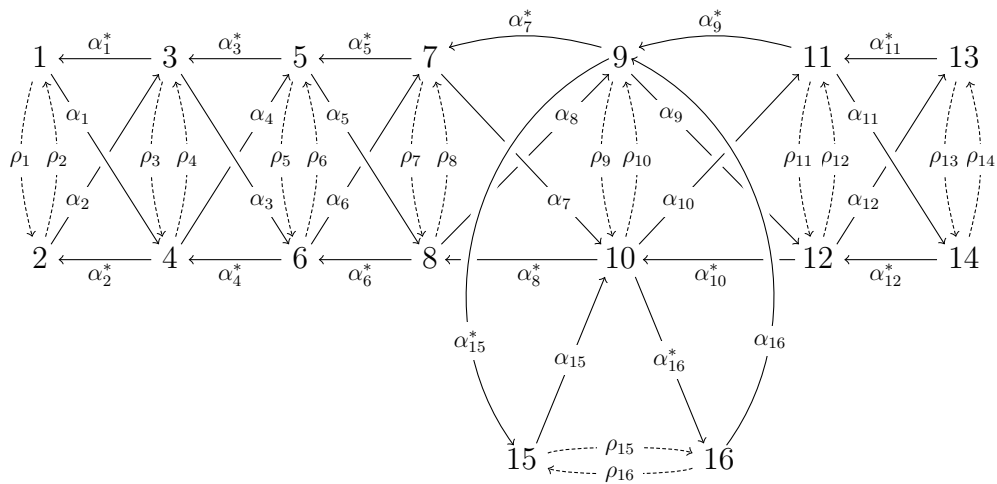 α₇* α₉*
1 α₁* 3 α₃* 5 α₅* 7 9 11 α₁₁* 13
α₁ α₄ α₅ α₈ α₉ α₁₁
ρ₁ ρ₂ ρ₃ ρ₄ ρ₅ ρ₆ ρ₇ ρ₈ ρ₉ ρ₁₀ ρ₁₁ ρ₁₂ ρ₁₃ ρ₁₄
α₂ α₃ α₆ α₇ α₁₀ α₁₂
2 α₂* 4 α₄* 6 α₆* 8 α₈* 10 α₁₀* 12 α₁₂* 14
α₁₅* α₁₅ α₁₆* α₁₆
ρ₁₅
15 16
ρ₁₆